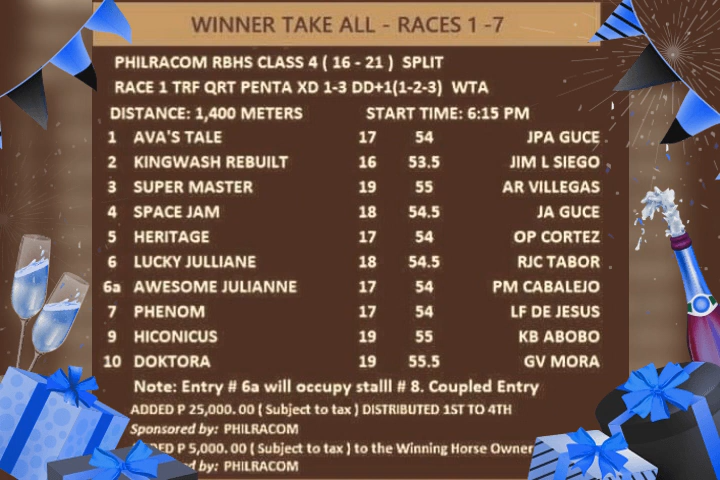 WINNER TAKE ALL - RACES 1 -7
PHILRACOM RBHS CLASS 4 ( 16 - 21 ) SPLIT
RACE 1 TRF QRT PENTA XD 1-3 DD+1(1-2-3) WTA
DISTANCE: 1,400 METERS START TIME: 6:15 PM
1 AVA'S TALE 17 54 JPA GUCE
2 KINGWASH REBUILT 16 53.5 JIM L SIEGO
3 SUPER MASTER 19 55 AR VILLEGAS
4 SPACE JAM 18 54.5 JA GUCE
5 HERITAGE 17 54 OP CORTEZ
6 LUCKY JULLIANE 18 54.5 RJC TABOR
6a AWESOME JULIANNE 17 54 PM CABALEJO
7 PHENOM 17 54 LF DE JESUS
9 HICONICUS 19 55 KB ABOBO
10 DOKTORA 19 55.5 GV MORA
Note: Entry # 6a will occupy stalll # 8. Coupled Entry
ADDED P 25,000. 00 ( Subject to tax ) DISTRIBUTED 1ST TO 4TH
Sponsored by: PHILRACOM
P 5,000. 00 ( Subject to tax ) to the Winning Horse Owner
by: PHILRACOM